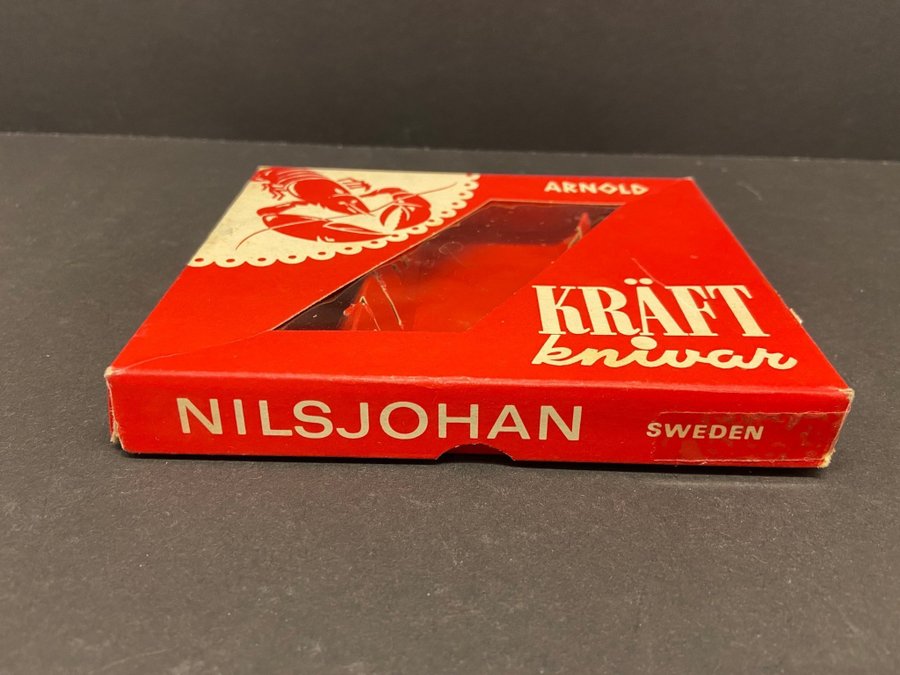 ARNOLD
KRÄFT
knivar
NILSJOHAN SWEDEN